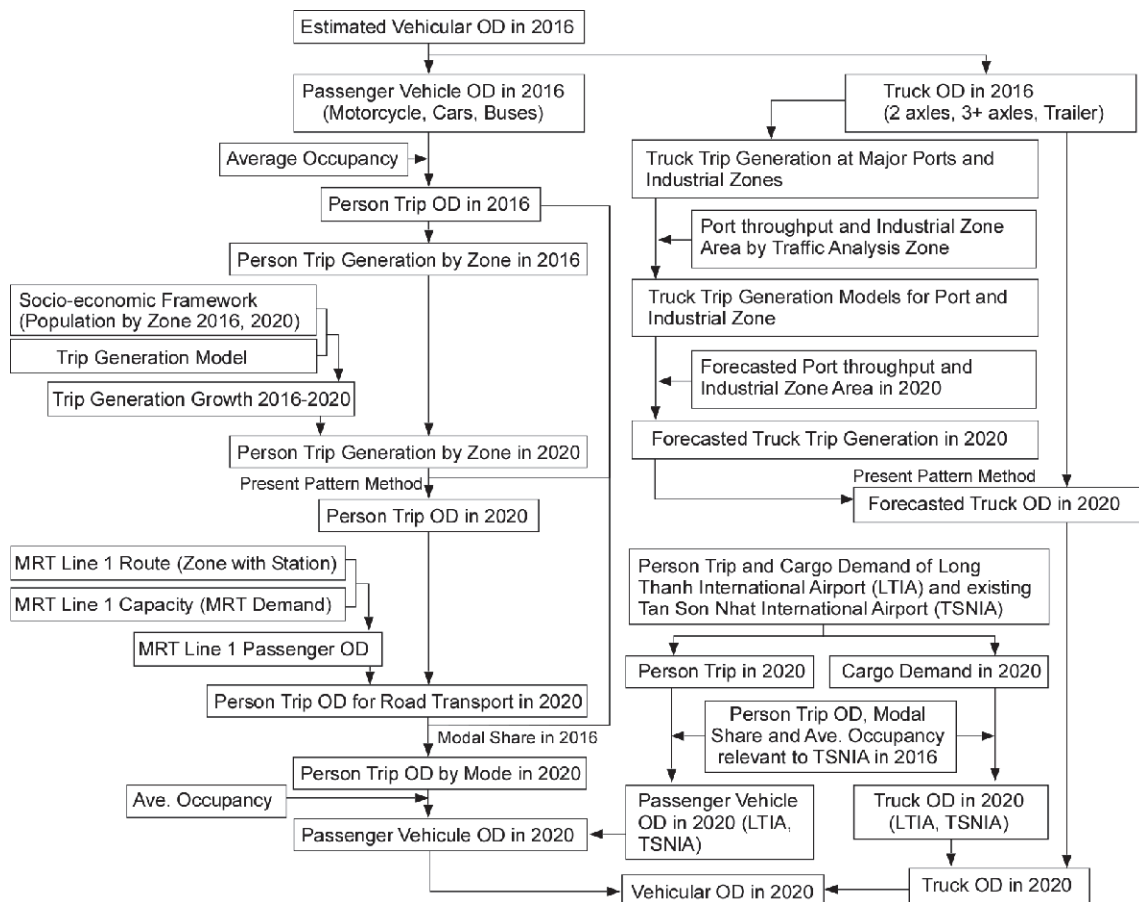 Estimated Vehicular OD in 2016
Passenger Vehicle OD in 2016
(Motorcycle, Cars, Buses)
Truck OD in 2016
(2 axles, 3+ axles, Trailer)
Average Occupancy
Truck Trip Generation at Major Ports and
Industrial Zones
Person Trip OD in 2016
Port throughput and Industrial Zone
Area by Traffic Analysis Zone
Person Trip Generation by Zone in 2016
Socio-economic Framework
(Population by Zone 2016, 2020)
Truck Trip Generation Models for Port and
Industrial Zone
Trip Generation Model
Forecasted Port throughput and
Industrial Zone Area in 2020
Trip Generation Growth 2016-2020
Person Trip Generation by Zone in 2020
Forecasted Truck Trip Generation in 2020
Present Pattern Method
Present Pattern Method
Person Trip OD in 2020
Forecasted Truck OD in 2020
MRT Line 1 Route (Zone with Station)
MRT Line 1 Capacity (MRT Demand)
Person Trip and Cargo Demand of Long
Thanh International Airport (LTIA) and existing
Tan Son Nhat International Airport (TSNIA)
MRT Line 1 Passenger OD
Person Trip in 2020
Cargo Demand in 2020
Person Trip OD for Road Transport in 2020
Modal Share in 2016
Person Trip OD, Modal
Share and Ave. Occupancy
relevant to TSNIA in 2016
Person Trip OD by Mode in 2020
Ave. Occupancy
Passenger Vehicule OD in 2020
Passenger Vehicle
OD in 2020 (LTIA,
TSNIA)
Truck OD in 2020
(LTIA, TSNIA)
Vehicular OD in 2020
Truck OD in 2020